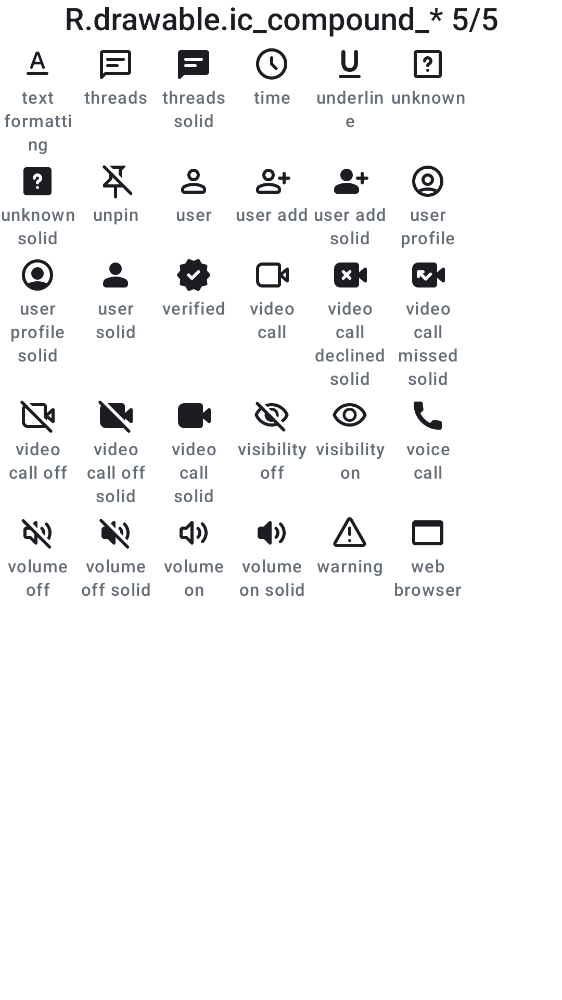 R.drawable.ic_compound_* 5/5
text threads threads time underlin unknown
formatti solid e
ng
unknown unpin user user add user add user
solid solid profile
user user verified video video video
profile solid call call call
solid declined missed
solid solid
video video video visibility visibility voice
call off call off call off on call
solid solid
volume volume volume volume warning web
off off solid on on solid browser